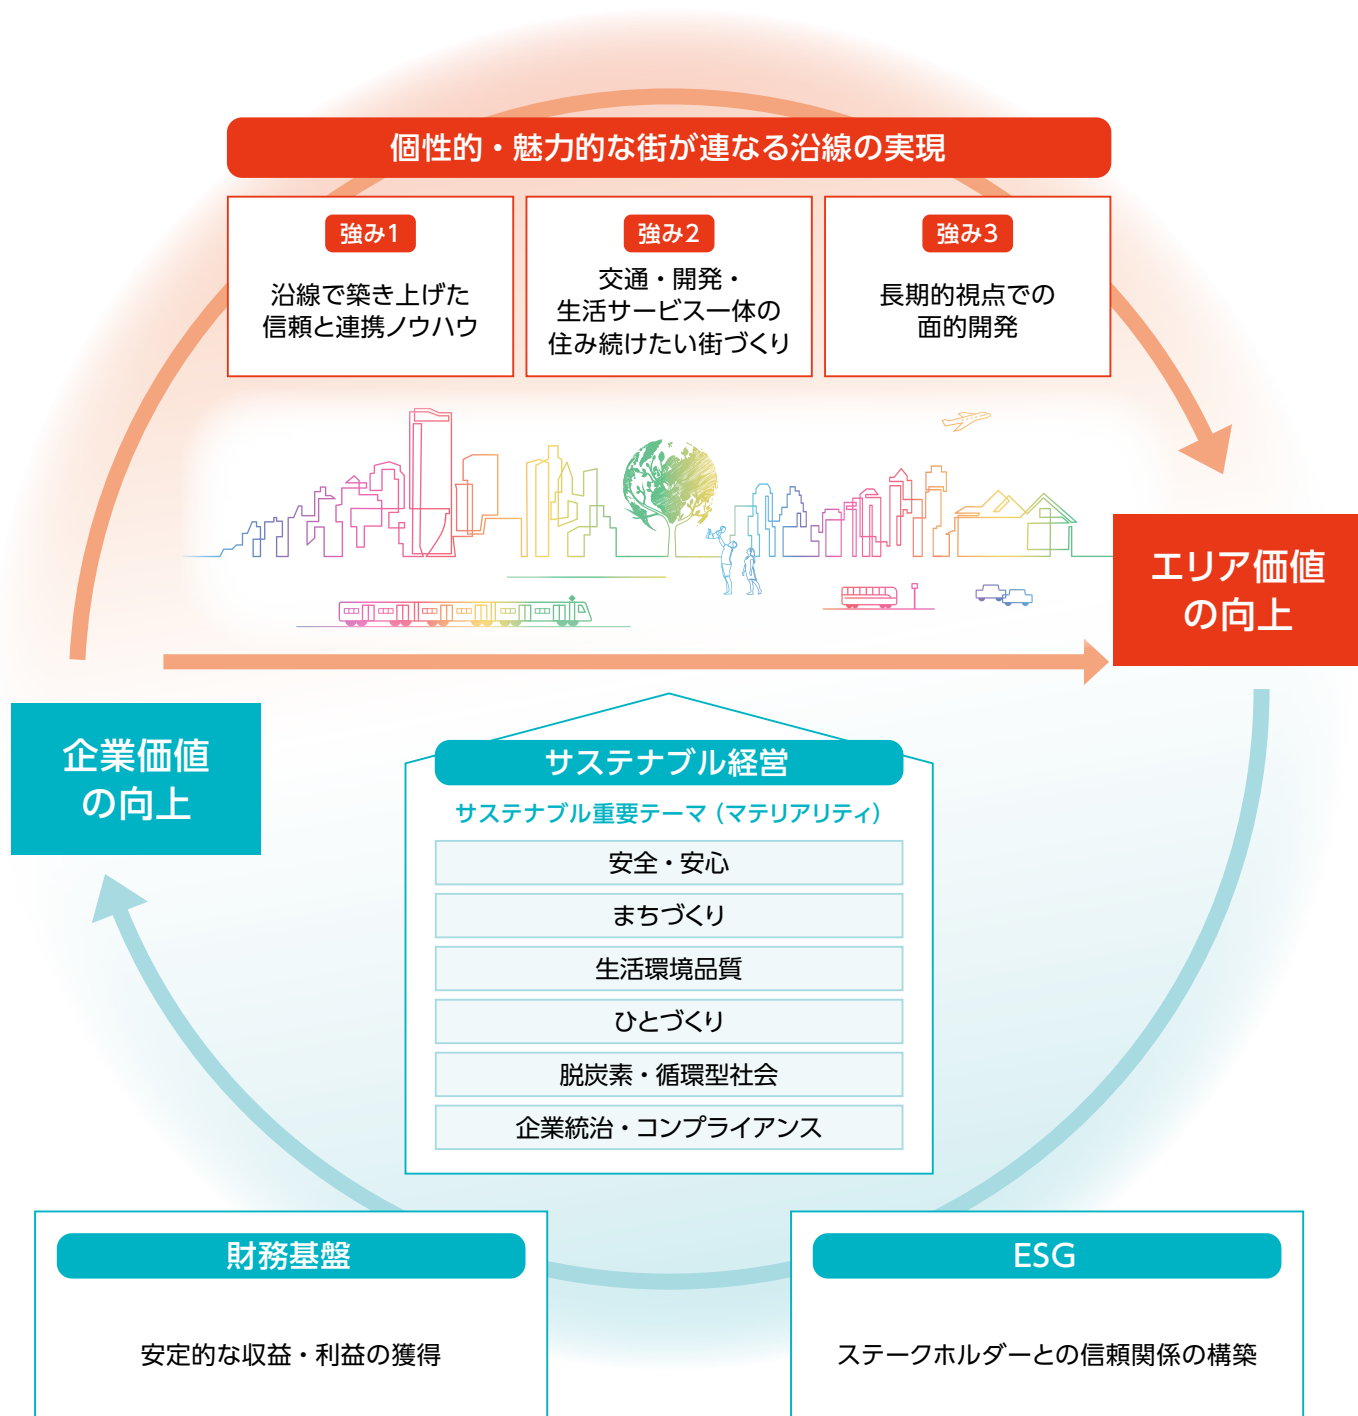 個性的・魅力的な街が連なる沿線の実現
強み1
沿線で築き上げた
信頼と連携ノウハウ
強み2
交通・開発・
生活サービス一体の
住み続けたい街づくり
強み3
長期的視点での
面的開発
エリア価値
の向上
企業価値
の向上
サステナブル経営
サステナブル重要テーマ（マテリアリティ）
安全・安心
まちづくり
生活環境品質
ひとづくり
脱炭素・循環型社会
企業統治・コンプライアンス
財務基盤
安定的な収益・利益の獲得
ESG
ステークホルダーとの信頼関係の構築